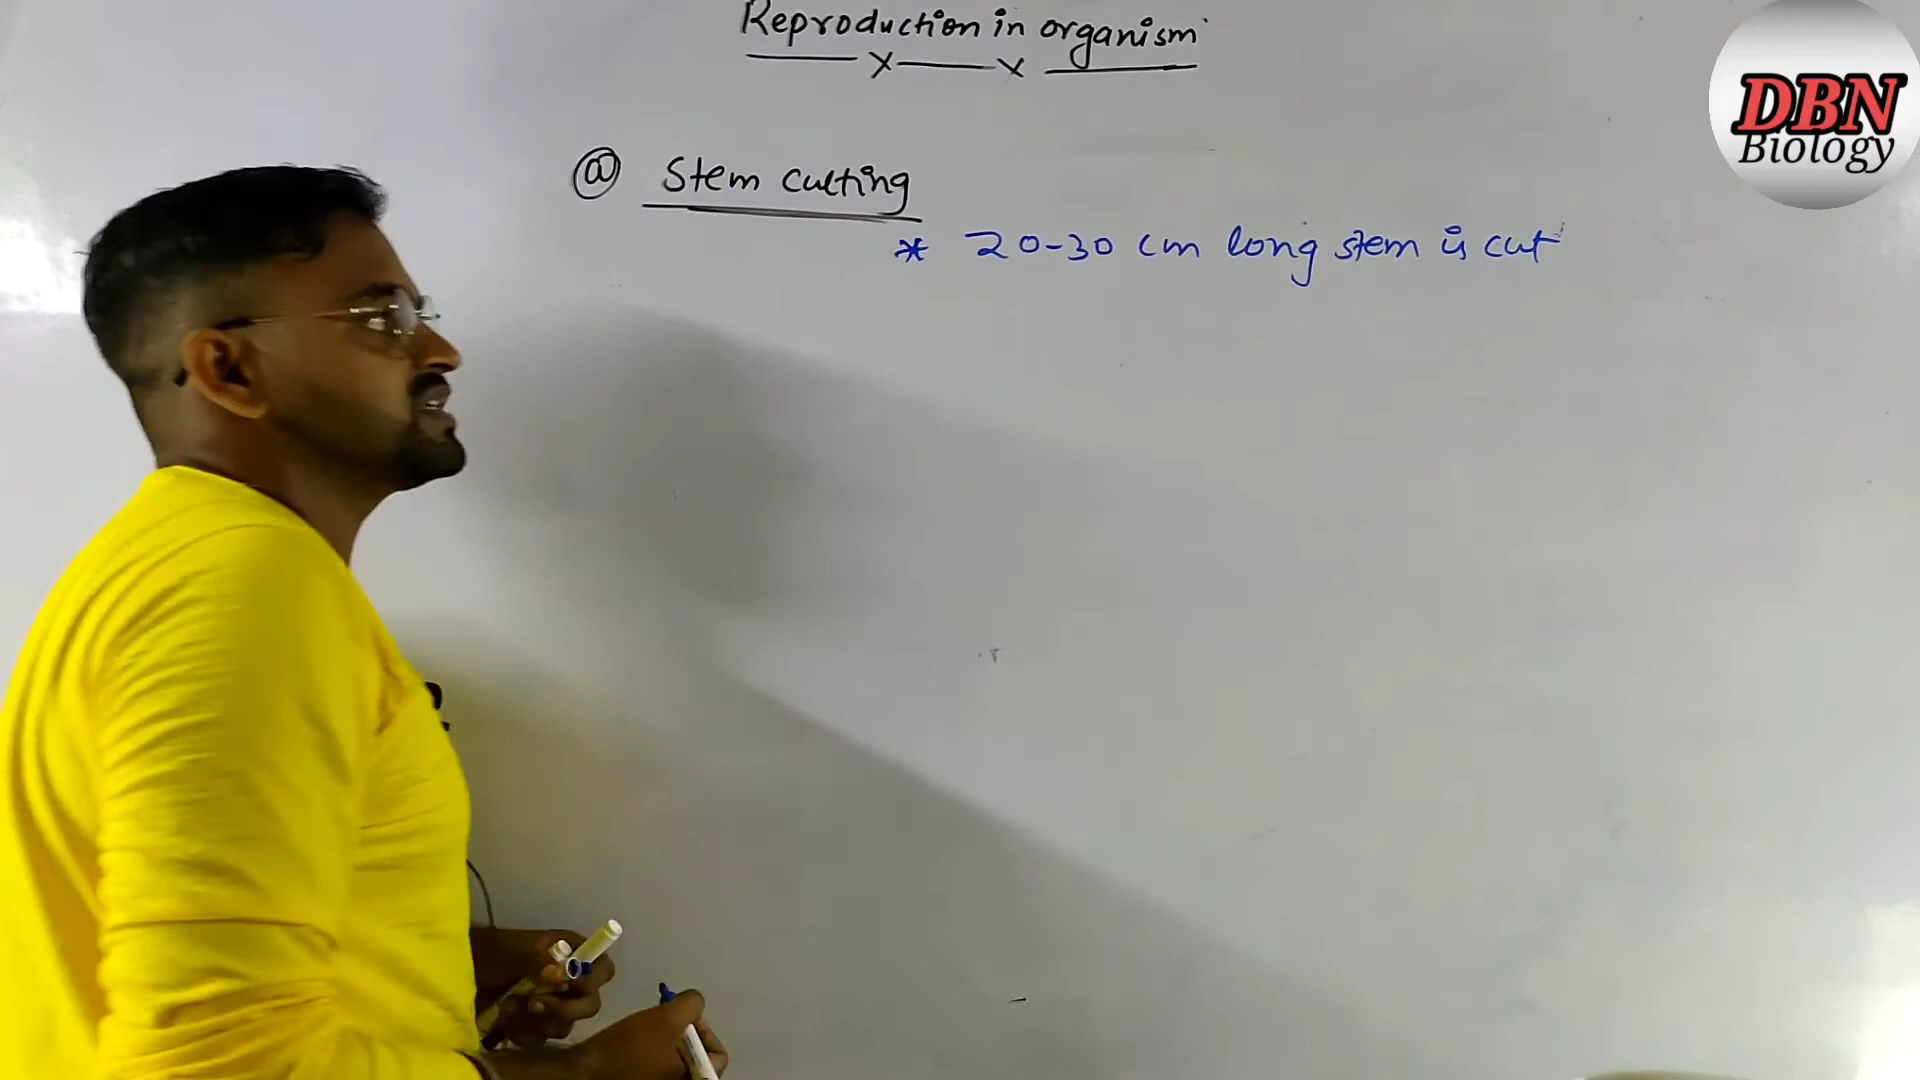 Reproduction in organism
DBN
Biology
ⓐ Stem cutting
* 20-30 cm long stem is cut